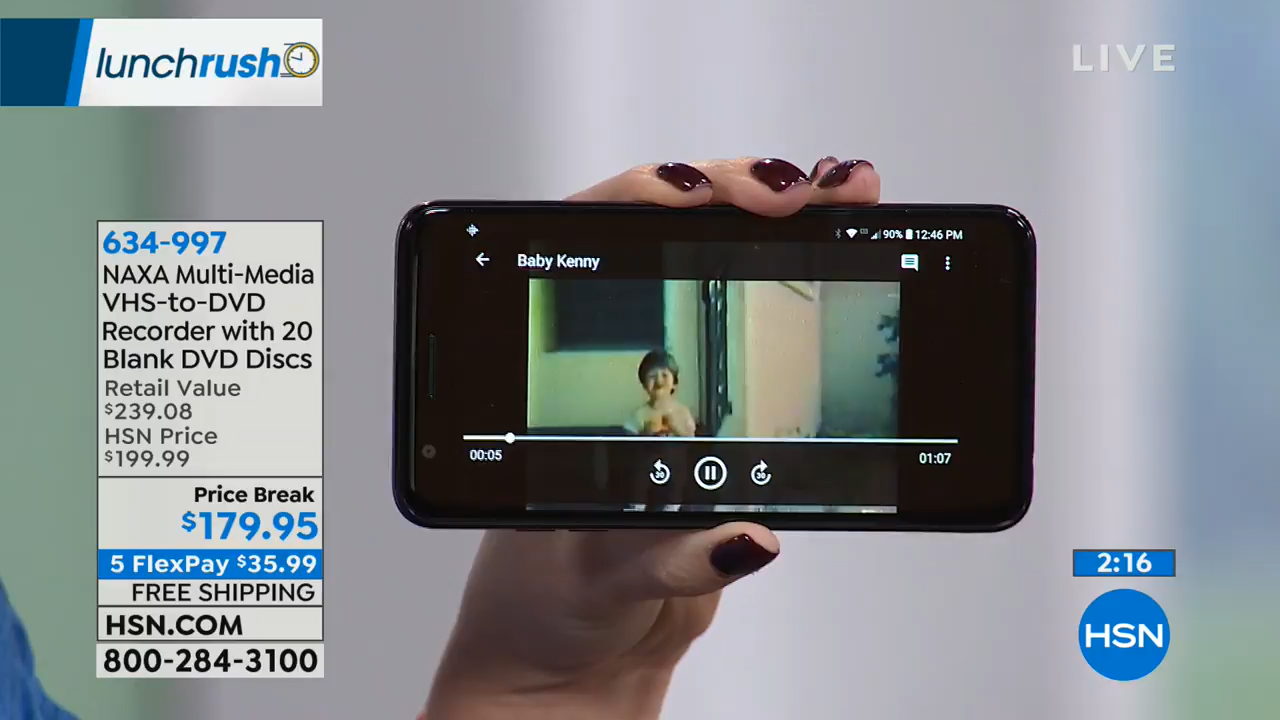 lunchrush
LIVE
90% 12:46 PM
Baby Kenny
00:05
01:07
30
30
634-997
NAXA Multi-Media
VHS-to-DVD
Recorder with 20
Blank DVD Discs
Retail Value
$239.08
HSN Price
$199.99
Price Break
$179.95
5 FlexPay $35.99
FREE SHIPPING
HSN.COM
800-284-3100
2:16
HSN